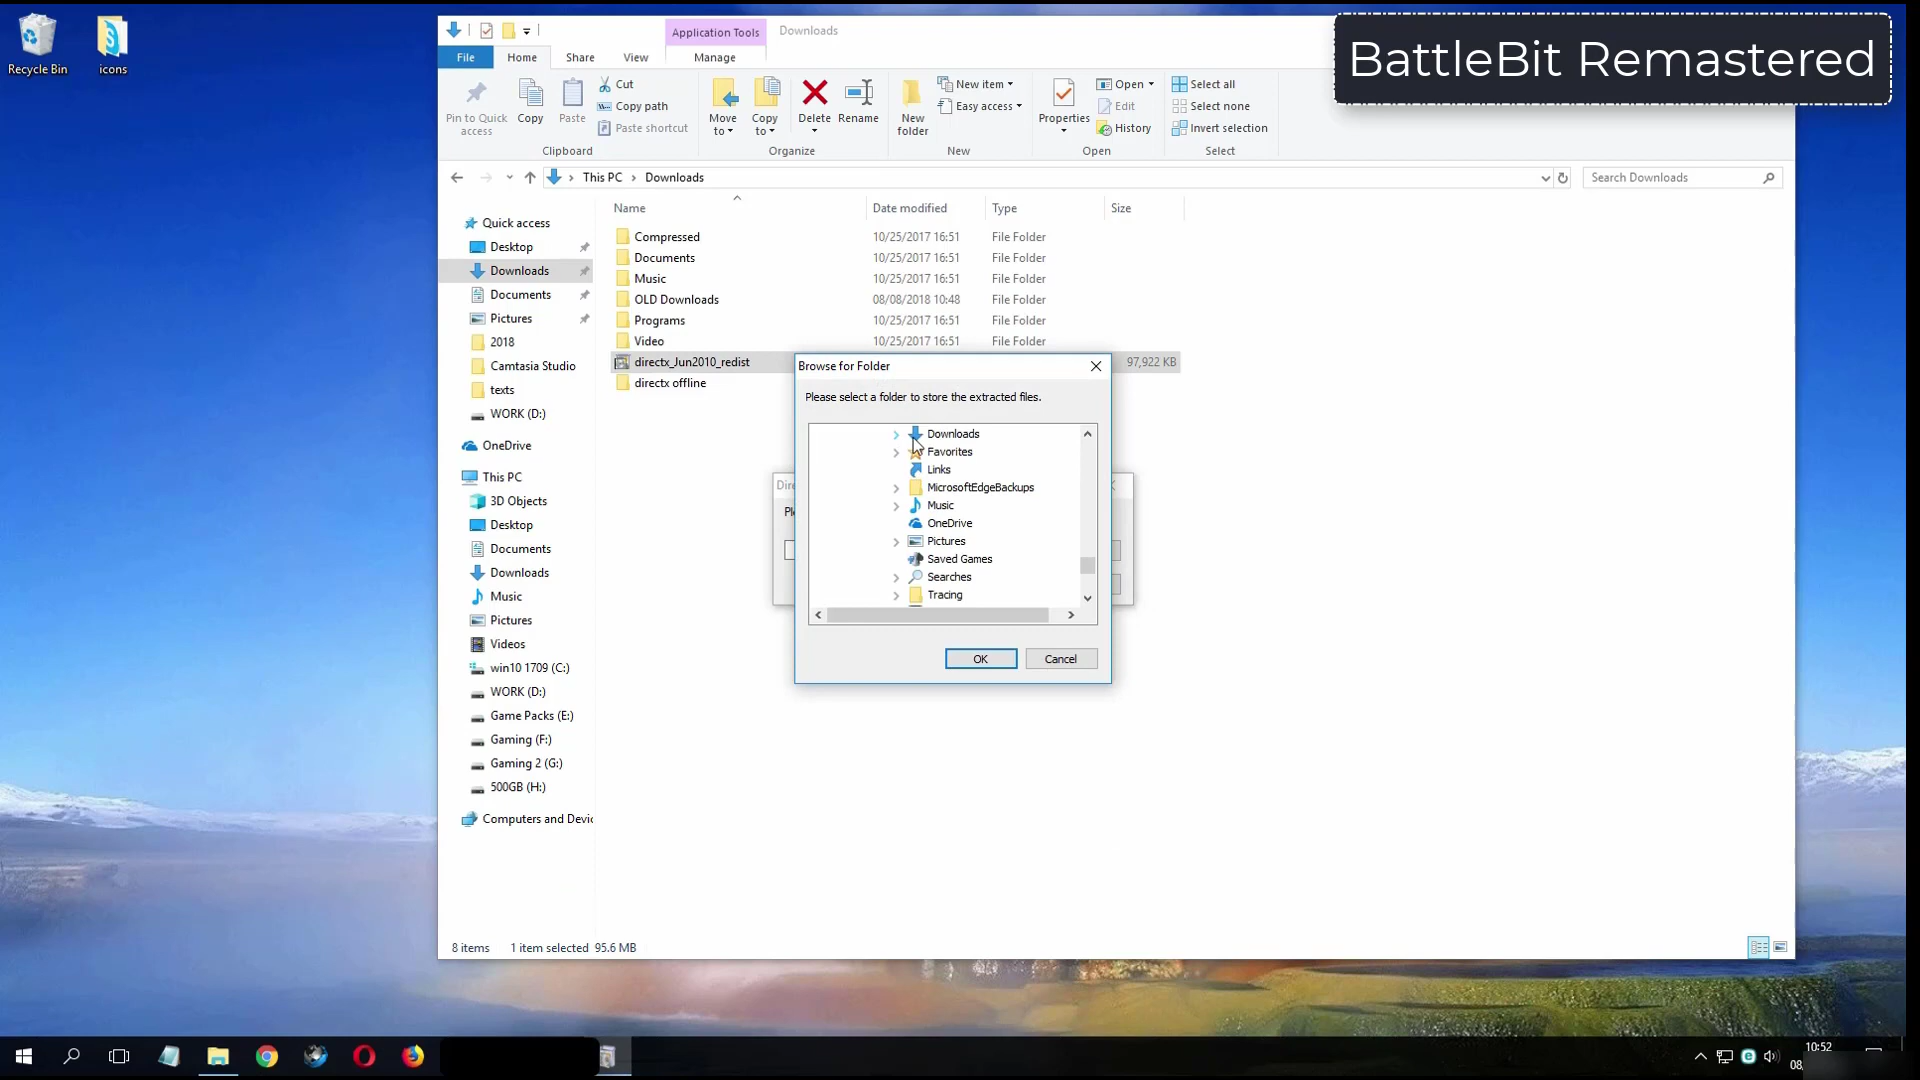 Recycle Bin
icons
Application Tools
Downloads
BattleBit Remastered
File
Home
Share
View
Manage
Pin to Quick access
Copy
Paste
Cut
Copy path
Paste shortcut
Clipboard
Move to
Copy to
Delete
Rename
Organize
New folder
New item
Easy access
New
Properties
Open
Edit
History
Open
Select all
Select none
Invert selection
Select
This PC
Downloads
Search Downloads
Name
Date modified
Type
Size
Quick access
Desktop
Downloads
Documents
Pictures
2018
Camtasia Studio
texts
WORK (D:)
OneDrive
This PC
3D Objects
Desktop
Documents
Downloads
Music
Pictures
Videos
win10 1709 (C:)
WORK (D:)
Game Packs (E:)
Gaming (F:)
Gaming 2 (G:)
500GB (H:)
Computers and Devic
Compressed 10/25/2017 16:51 File Folder
Documents 10/25/2017 16:51 File Folder
Music 10/25/2017 16:51 File Folder
OLD Downloads 08/08/2018 10:48 File Folder
Programs 10/25/2017 16:51 File Folder
Video 10/25/2017 16:51 File Folder
directx_Jun2010_redist 97,922 KB
directx offline
Browse for Folder
Please select a folder to store the extracted files.
Downloads
Favorites
Links
MicrosoftEdgeBackups
Music
OneDrive
Pictures
Saved Games
Searches
Tracing
OK
Cancel
8 items 1 item selected 95.6 MB
10:52